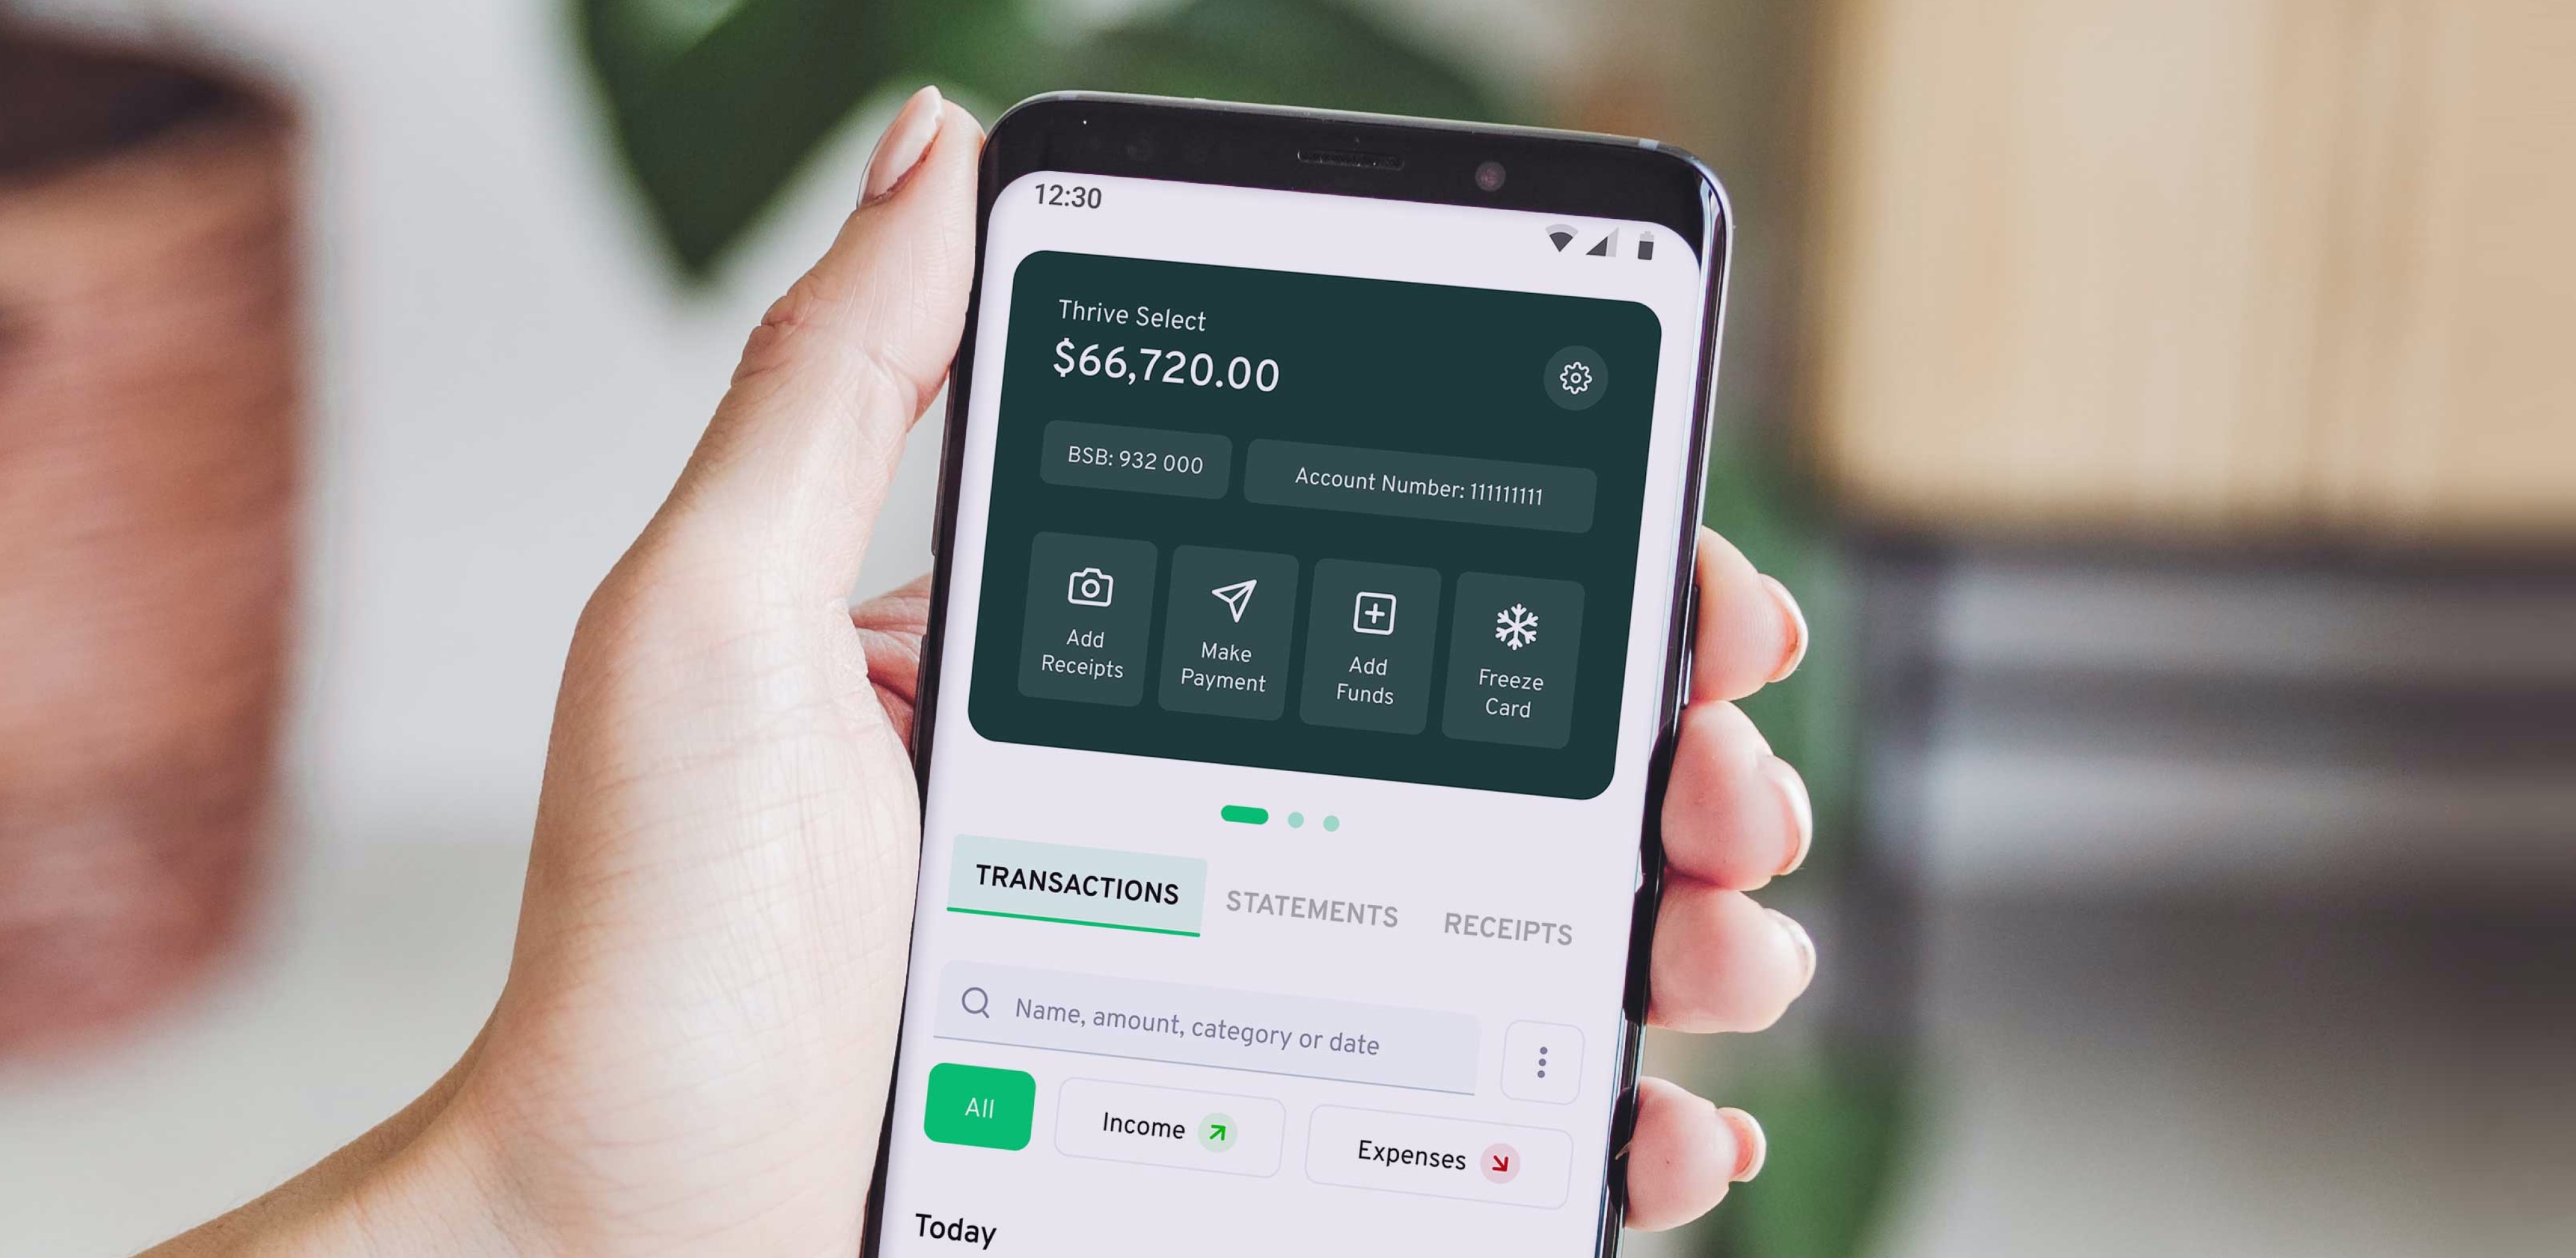 12:30
Thrive Select
$66,720.00
BSB: 932 000
Account Number: 111111111
Add
Receipts
Make
Payment
Add
Funds
Freeze
Card
TRANSACTIONS
STATEMENTS
RECEIPTS
Name, amount, category or date
All
Income
Expenses
Today